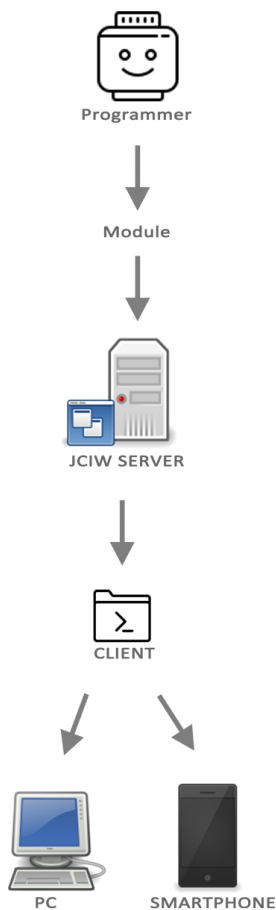 Programmer
Module
JCIW SERVER
CLIENT
PC
SMARTPHONE